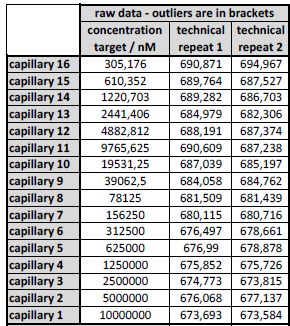 raw data - outliers are in brackets
concentration target / nM technical repeat 1 technical repeat 2
capillary 16 305,176 690,871 694,967
capillary 15 610,352 689,764 687,527
capillary 14 1220,703 689,282 686,703
capillary 13 2441,406 684,979 682,306
capillary 12 4882,812 688,191 687,374
capillary 11 9765,625 690,609 687,238
capillary 10 19531,25 687,039 685,197
capillary 9 39062,5 684,058 684,762
capillary 8 78125 681,509 681,439
capillary 7 156250 680,115 680,716
capillary 6 312500 676,497 678,661
capillary 5 625000 676,99 678,878
capillary 4 1250000 675,852 675,726
capillary 3 2500000 674,773 673,815
capillary 2 5000000 676,068 677,137
capillary 1 10000000 673,693 673,584